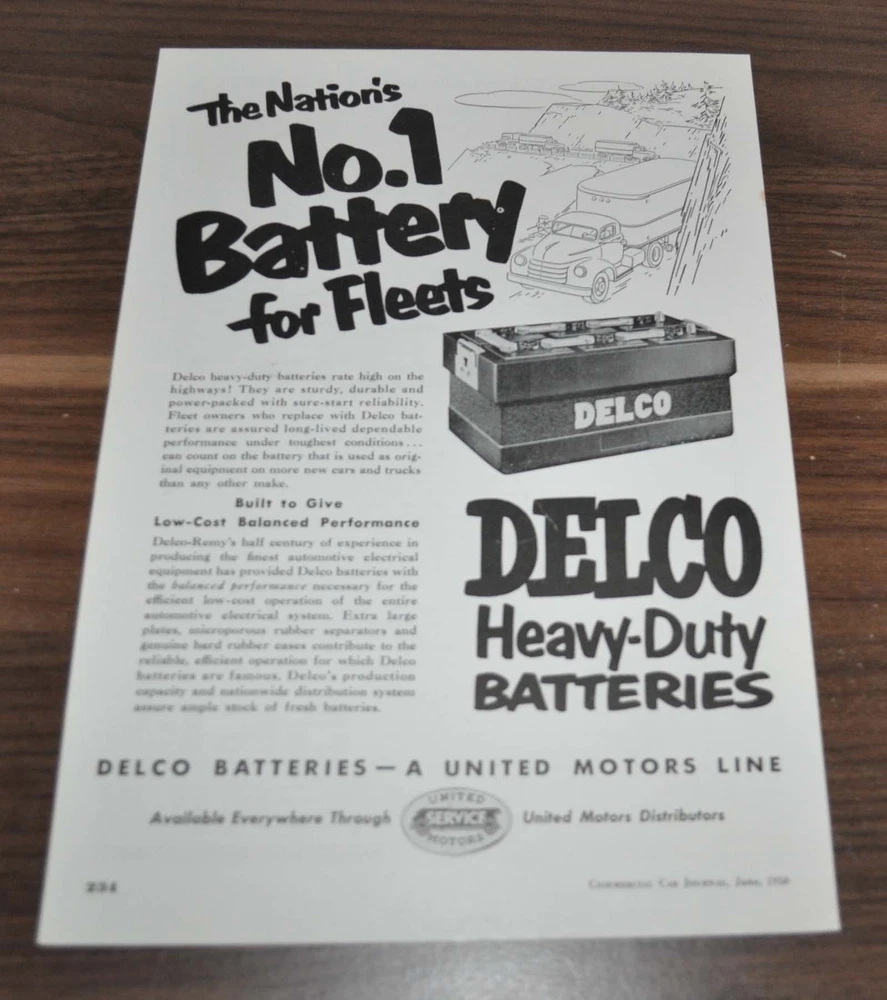 The Nation's
No.1
Battery
for Fleets
DELCO
Delco heavy-duty batteries rate high on the
highways! They are sturdy, durable and
power-packed with sure-start reliability.
Fleet owners who replace with Delco bat-
teries are assured long-lived dependable
performance under toughest conditions...
can count on the battery that is used as orig-
inal equipment on more new cars and trucks
than any other make.
Built to Give
Low-Cost Balanced Performance
Delco-Remy's half century of experience in
producing the finest automotive electrical
equipment has provided Delco batteries with
the balanced performance necessary for the
efficient low-cost operation of the entire
automotive electrical system. Extra large
plates, microporous rubber separators and
genuine hard rubber cases contribute to the
reliable, efficient operation for which Delco
batteries are famous. Delco's production
capacity and nationwide distribution system
assure ample stock of fresh batteries.
DELCO
Heavy-Duty
BATTERIES
DELCO BATTERIES—A UNITED MOTORS LINE
Available Everywhere Through
UNITED
SERVICE
MOTORS
United Motors Distributors
234
Commercial Car Journal, June, 1950